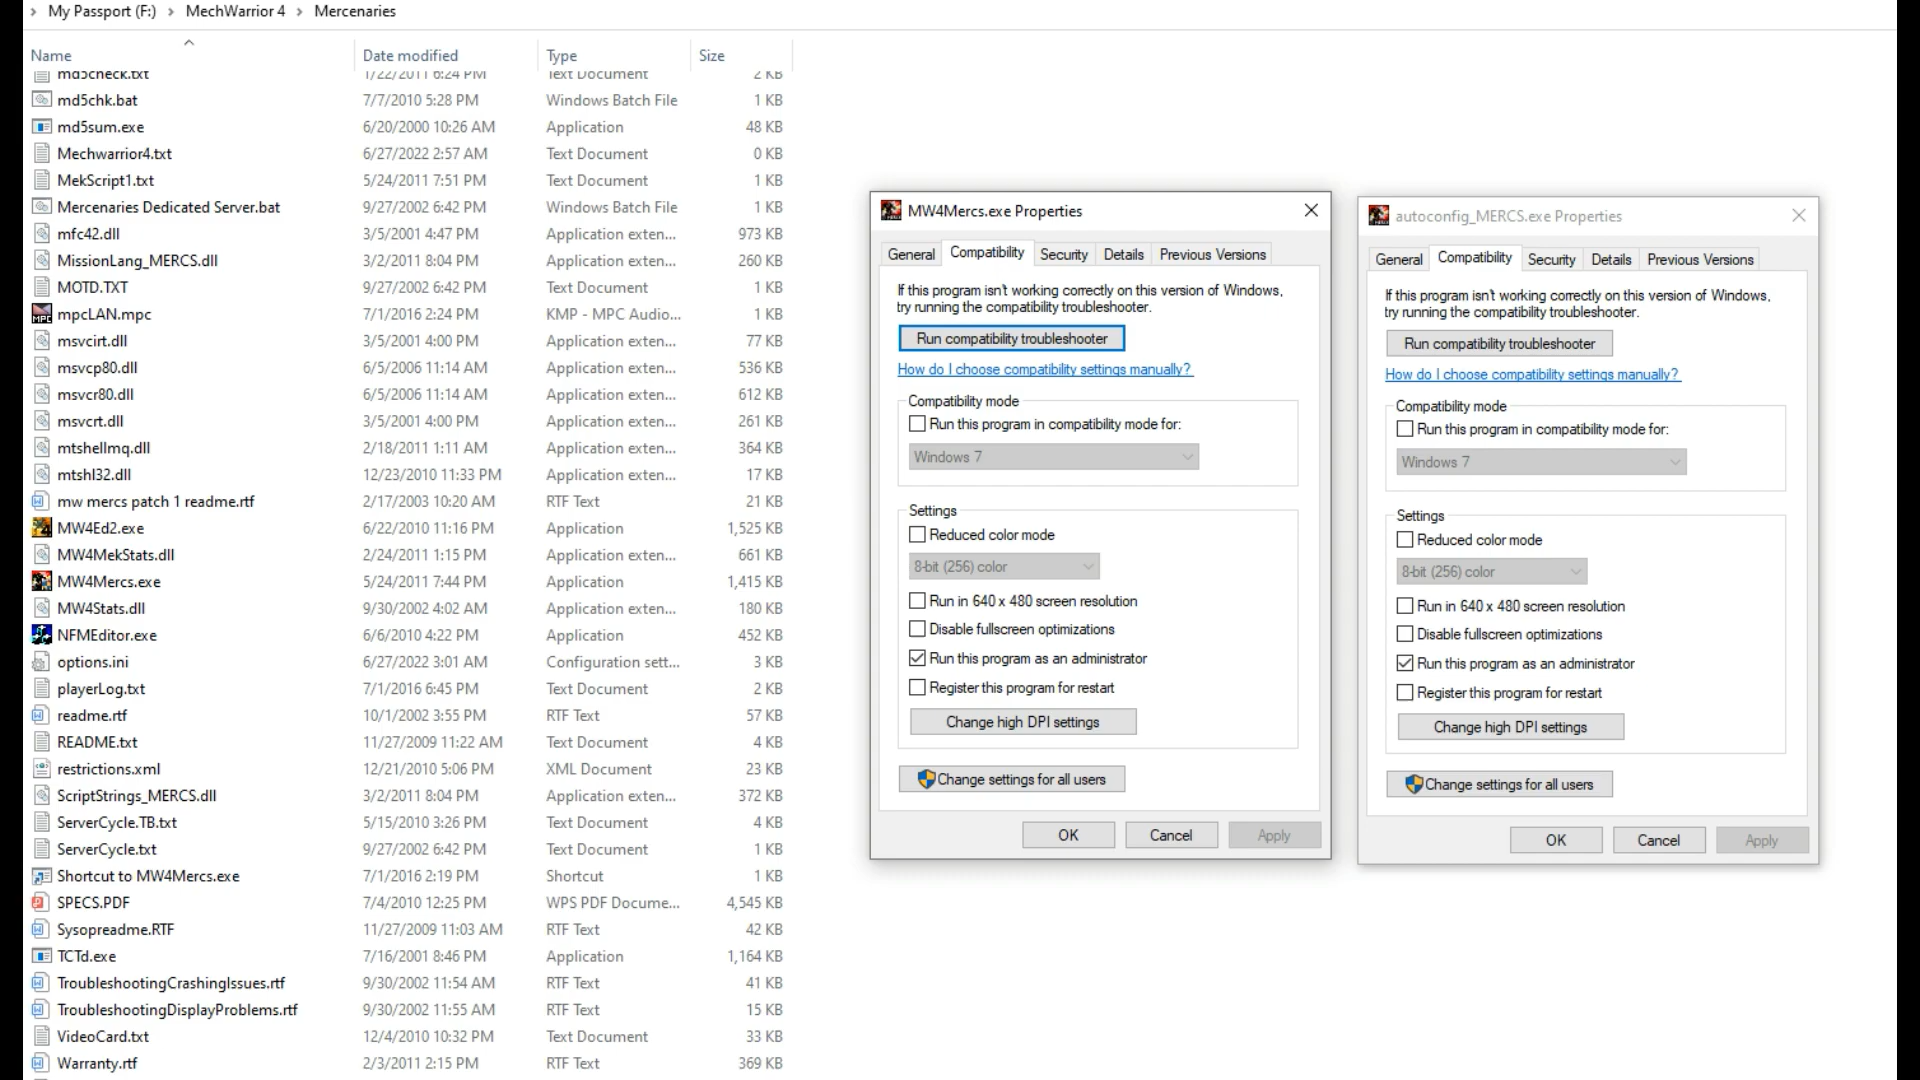 › My Passport (F:) › MechWarrior 4 › Mercenaries
Name Date modified Type Size
md5check.txt 1/22/2011 6:24 PM Text Document 2 KB
md5chk.bat 7/7/2010 5:28 PM Windows Batch File 1 KB
md5sum.exe 6/20/2000 10:26 AM Application 48 KB
Mechwarrior4.txt 6/27/2022 2:57 AM Text Document 0 KB
MekScript1.txt 5/24/2011 7:51 PM Text Document 1 KB
Mercenaries Dedicated Server.bat 9/27/2002 6:42 PM Windows Batch File 1 KB
mfc42.dll 3/5/2001 4:47 PM Application exten... 973 KB
MissionLang_MERCS.dll 3/2/2011 8:04 PM Application exten... 260 KB
MOTD.TXT 9/27/2002 6:42 PM Text Document 1 KB
mpcLAN.mpc 7/1/2016 2:24 PM KMP - MPC Audio... 1 KB
msvcirt.dll 3/5/2001 4:00 PM Application exten... 77 KB
msvcp80.dll 6/5/2006 11:14 AM Application exten... 536 KB
msvcr80.dll 6/5/2006 11:14 AM Application exten... 612 KB
msvcrt.dll 3/5/2001 4:00 PM Application exten... 261 KB
mtshellmq.dll 2/18/2011 1:11 AM Application exten... 364 KB
mtshl32.dll 12/23/2010 11:33 PM Application exten... 17 KB
mw mercs patch 1 readme.rtf 2/17/2003 10:20 AM RTF Text 21 KB
MW4Ed2.exe 6/22/2010 11:16 PM Application 1,525 KB
MW4MekStats.dll 2/24/2011 1:15 PM Application exten... 661 KB
MW4Mercs.exe 5/24/2011 7:44 PM Application 1,415 KB
MW4Stats.dll 9/30/2002 4:02 AM Application exten... 180 KB
NFMEditor.exe 6/6/2010 4:22 PM Application 452 KB
options.ini 6/27/2022 3:01 AM Configuration sett... 3 KB
playerLog.txt 7/1/2016 6:45 PM Text Document 2 KB
readme.rtf 10/1/2002 3:55 PM RTF Text 57 KB
README.txt 11/27/2009 11:22 AM Text Document 4 KB
restrictions.xml 12/21/2010 5:06 PM XML Document 23 KB
ScriptStrings_MERCS.dll 3/2/2011 8:04 PM Application exten... 372 KB
ServerCycle.TB.txt 5/15/2010 3:26 PM Text Document 4 KB
ServerCycle.txt 9/27/2002 6:42 PM Text Document 1 KB
Shortcut to MW4Mercs.exe 7/1/2016 2:19 PM Shortcut 1 KB
SPECS.PDF 7/4/2010 12:25 PM WPS PDF Docume... 4,545 KB
Sysopreadme.RTF 11/27/2009 11:03 AM RTF Text 42 KB
TCTd.exe 7/16/2001 8:46 PM Application 1,164 KB
TroubleshootingCrashingIssues.rtf 9/30/2002 11:54 AM RTF Text 41 KB
TroubleshootingDisplayProblems.rtf 9/30/2002 11:55 AM RTF Text 15 KB
VideoCard.txt 12/4/2010 10:32 PM Text Document 33 KB
Warranty.rtf 2/3/2011 2:15 PM RTF Text 369 KB
MW4Mercs.exe Properties
General Compatibility Security Details Previous Versions
If this program isn't working correctly on this version of Windows,
try running the compatibility troubleshooter.
Run compatibility troubleshooter
How do I choose compatibility settings manually?
Compatibility mode
Run this program in compatibility mode for:
Windows 7
Settings
Reduced color mode
8-bit (256) color
Run in 640 x 480 screen resolution
Disable fullscreen optimizations
Run this program as an administrator
Register this program for restart
Change high DPI settings
Change settings for all users
OK Cancel Apply
autoconfig_MERCS.exe Properties
General Compatibility Security Details Previous Versions
If this program isn't working correctly on this version of Windows,
try running the compatibility troubleshooter.
Run compatibility troubleshooter
How do I choose compatibility settings manually?
Compatibility mode
Run this program in compatibility mode for:
Windows 7
Settings
Reduced color mode
8-bit (256) color
Run in 640 x 480 screen resolution
Disable fullscreen optimizations
Run this program as an administrator
Register this program for restart
Change high DPI settings
Change settings for all users
OK Cancel Apply